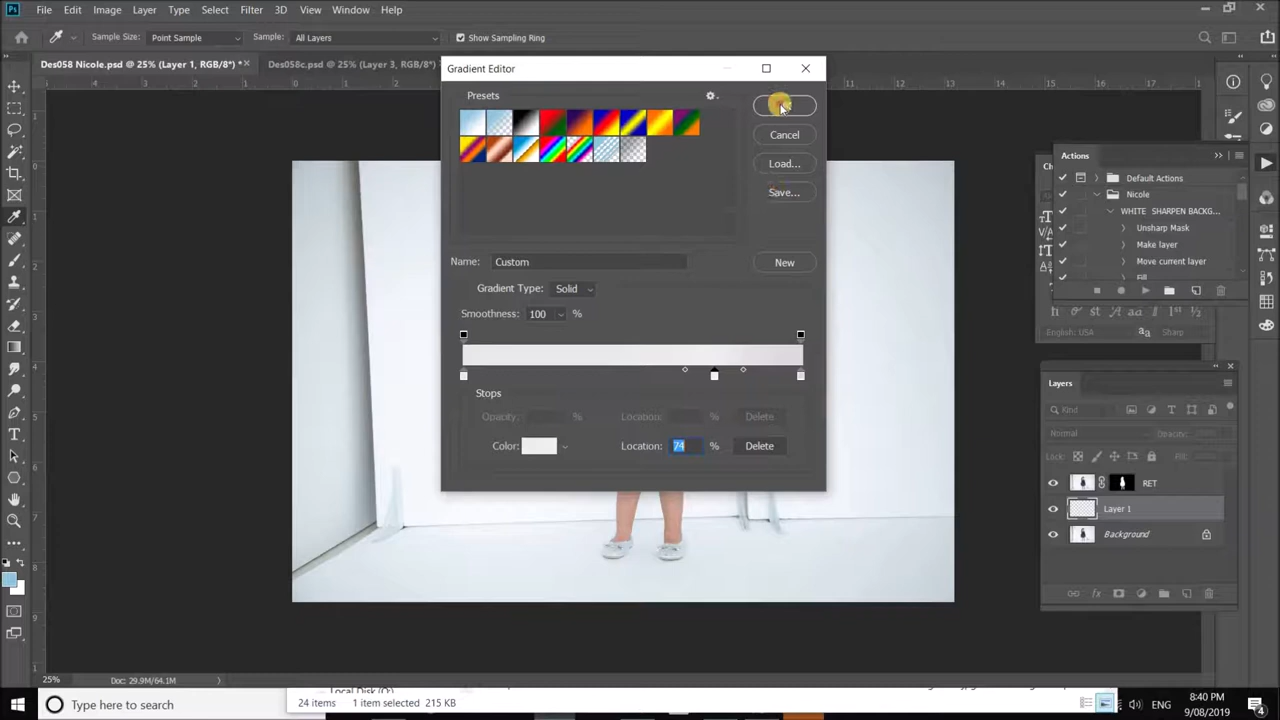 Ps File Edit Image Layer Type Select Filter 3D View Window Help
Sample Size: Point Sample Sample: All Layers Show Sampling Ring
Des058 Nicole.psd @ 25% (Layer 1, RGB/8*) * × Des058c.psd @ 25% (Layer 3, RGB/8*)
Gradient Editor
Presets
Cancel
Load...
Save...
Name: Custom New
Gradient Type: Solid
Smoothness: 100 %
Stops
Opacity: % Location: % Delete
Color: Location: 74 % Delete
Actions
Default Actions
Nicole
WHITE SHARPEN BACKG...
Unsharp Mask
Make layer
Move current layer
Fill
English: USA aa Sharp
Layers
Kind
Normal Opacity:
Lock: Fill:
RET
Layer 1
Background
25% Doc: 29.9M/64.1M
Local Disk (O:)
24 items 1 item selected 215 KB
Type here to search
ENG
8:40 PM
9/08/2019
4